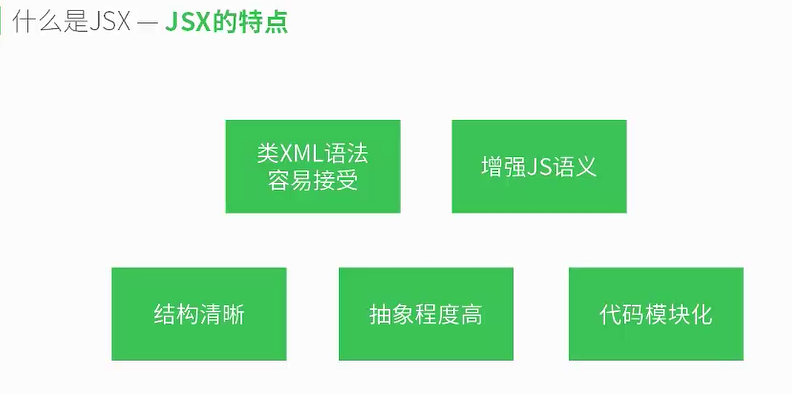 什么是JSX — JSX的特点
类XML语法
容易接受
增强JS语义
结构清晰
抽象程度高
代码模块化